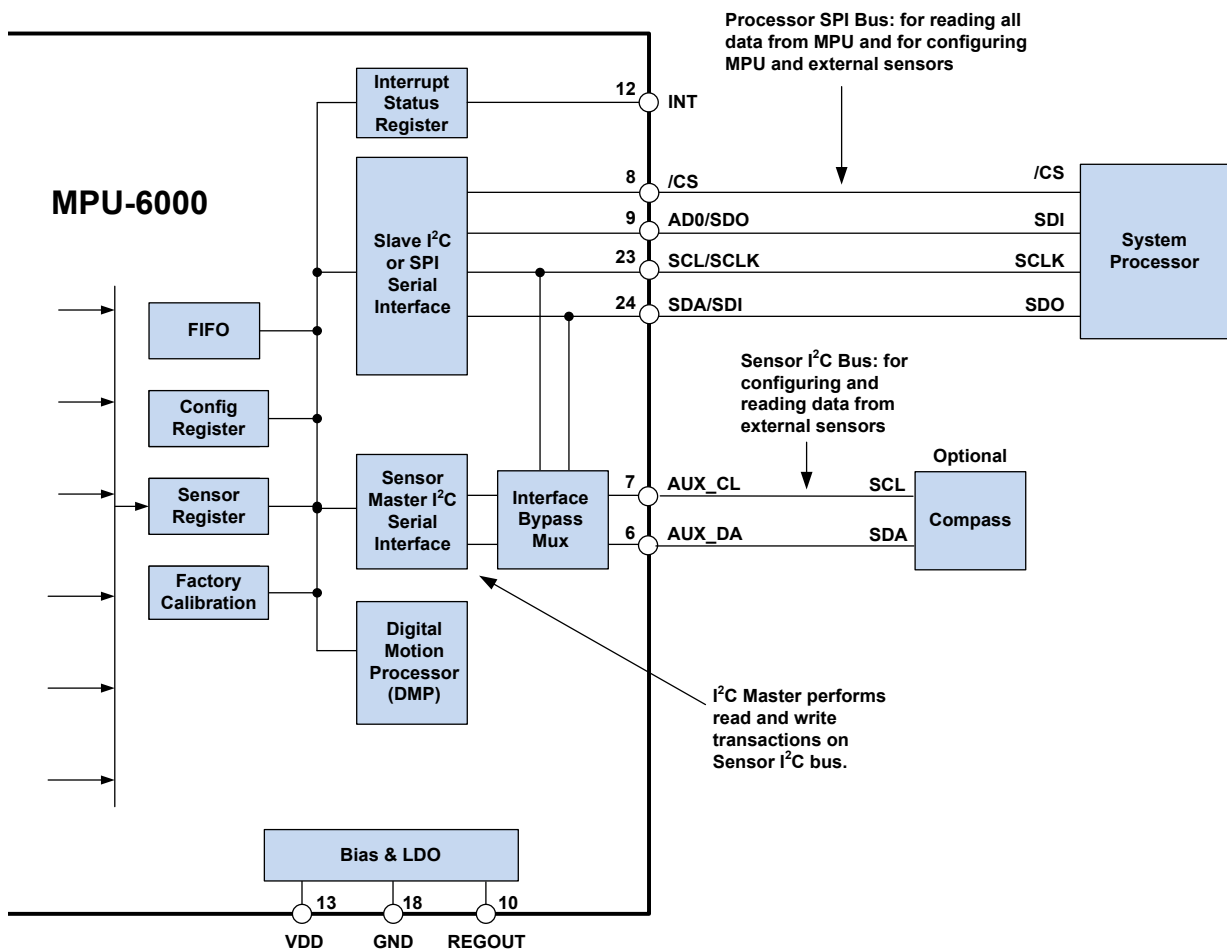 Processor SPI Bus: for reading all
data from MPU and for configuring
MPU and external sensors
MPU-6000
Interrupt
Status
Register
12
INT
Slave I²C
or SPI
Serial
Interface
8
/CS
/CS
9
AD0/SDO
SDI
23
SCL/SCLK
SCLK
24
SDA/SDI
SDO
System
Processor
FIFO
Config
Register
Sensor
Register
Factory
Calibration
Sensor I²C Bus: for
configuring and
reading data from
external sensors
Sensor
Master I²C
Serial
Interface
Interface
Bypass
Mux
7
AUX_CL
SCL
6
AUX_DA
SDA
Optional
Compass
Digital
Motion
Processor
(DMP)
I²C Master performs
read and write
transactions on
Sensor I²C bus.
Bias & LDO
13
18
10
VDD
GND
REGOUT